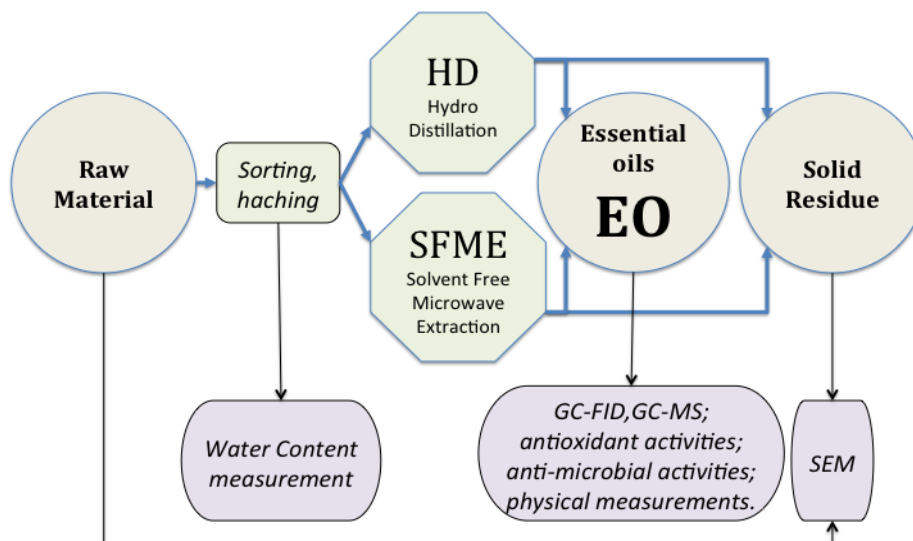 Raw
Material
Sorting,
haching
HD
Hydro
Distillation
SFME
Solvent Free
Microwave
Extraction
Essential
oils
EO
Solid
Residue
Water Content
measurement
GC-FID,GC-MS;
antioxidant activities;
anti-microbial activities;
physical measurements.
SEM